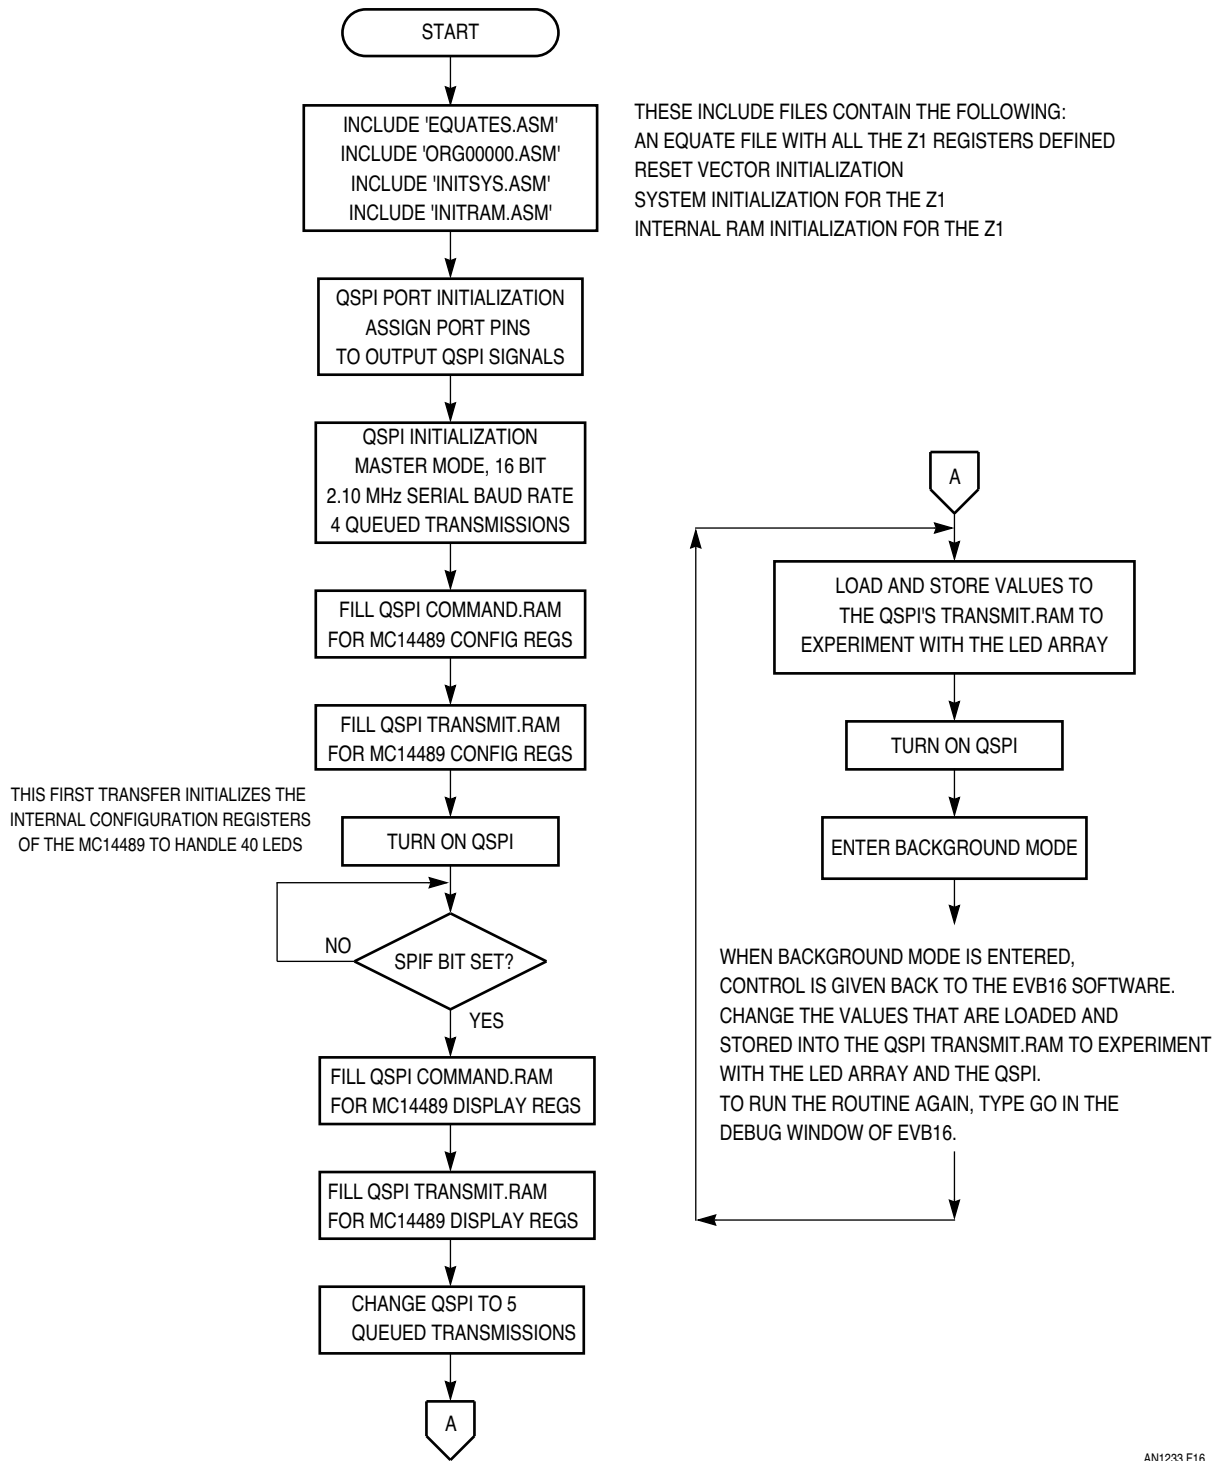 START
INCLUDE 'EQUATES.ASM'
INCLUDE 'ORG00000.ASM'
INCLUDE 'INITSYS.ASM'
INCLUDE 'INITRAM.ASM'
THESE INCLUDE FILES CONTAIN THE FOLLOWING:
AN EQUATE FILE WITH ALL THE Z1 REGISTERS DEFINED
RESET VECTOR INITIALIZATION
SYSTEM INITIALIZATION FOR THE Z1
INTERNAL RAM INITIALIZATION FOR THE Z1
QSPI PORT INITIALIZATION
ASSIGN PORT PINS
TO OUTPUT QSPI SIGNALS
QSPI INITIALIZATION
MASTER MODE, 16 BIT
2.10 MHz SERIAL BAUD RATE
4 QUEUED TRANSMISSIONS
FILL QSPI COMMAND.RAM
FOR MC14489 CONFIG REGS
FILL QSPI TRANSMIT.RAM
FOR MC14489 CONFIG REGS
THIS FIRST TRANSFER INITIALIZES THE
INTERNAL CONFIGURATION REGISTERS
OF THE MC14489 TO HANDLE 40 LEDS
TURN ON QSPI
NO
SPIF BIT SET?
YES
FILL QSPI COMMAND.RAM
FOR MC14489 DISPLAY REGS
FILL QSPI TRANSMIT.RAM
FOR MC14489 DISPLAY REGS
CHANGE QSPI TO 5
QUEUED TRANSMISSIONS
A
A
LOAD AND STORE VALUES TO
THE QSPI'S TRANSMIT.RAM TO
EXPERIMENT WITH THE LED ARRAY
TURN ON QSPI
ENTER BACKGROUND MODE
WHEN BACKGROUND MODE IS ENTERED,
CONTROL IS GIVEN BACK TO THE EVB16 SOFTWARE.
CHANGE THE VALUES THAT ARE LOADED AND
STORED INTO THE QSPI TRANSMIT.RAM TO EXPERIMENT
WITH THE LED ARRAY AND THE QSPI.
TO RUN THE ROUTINE AGAIN, TYPE GO IN THE
DEBUG WINDOW OF EVB16.
AN1233 F16